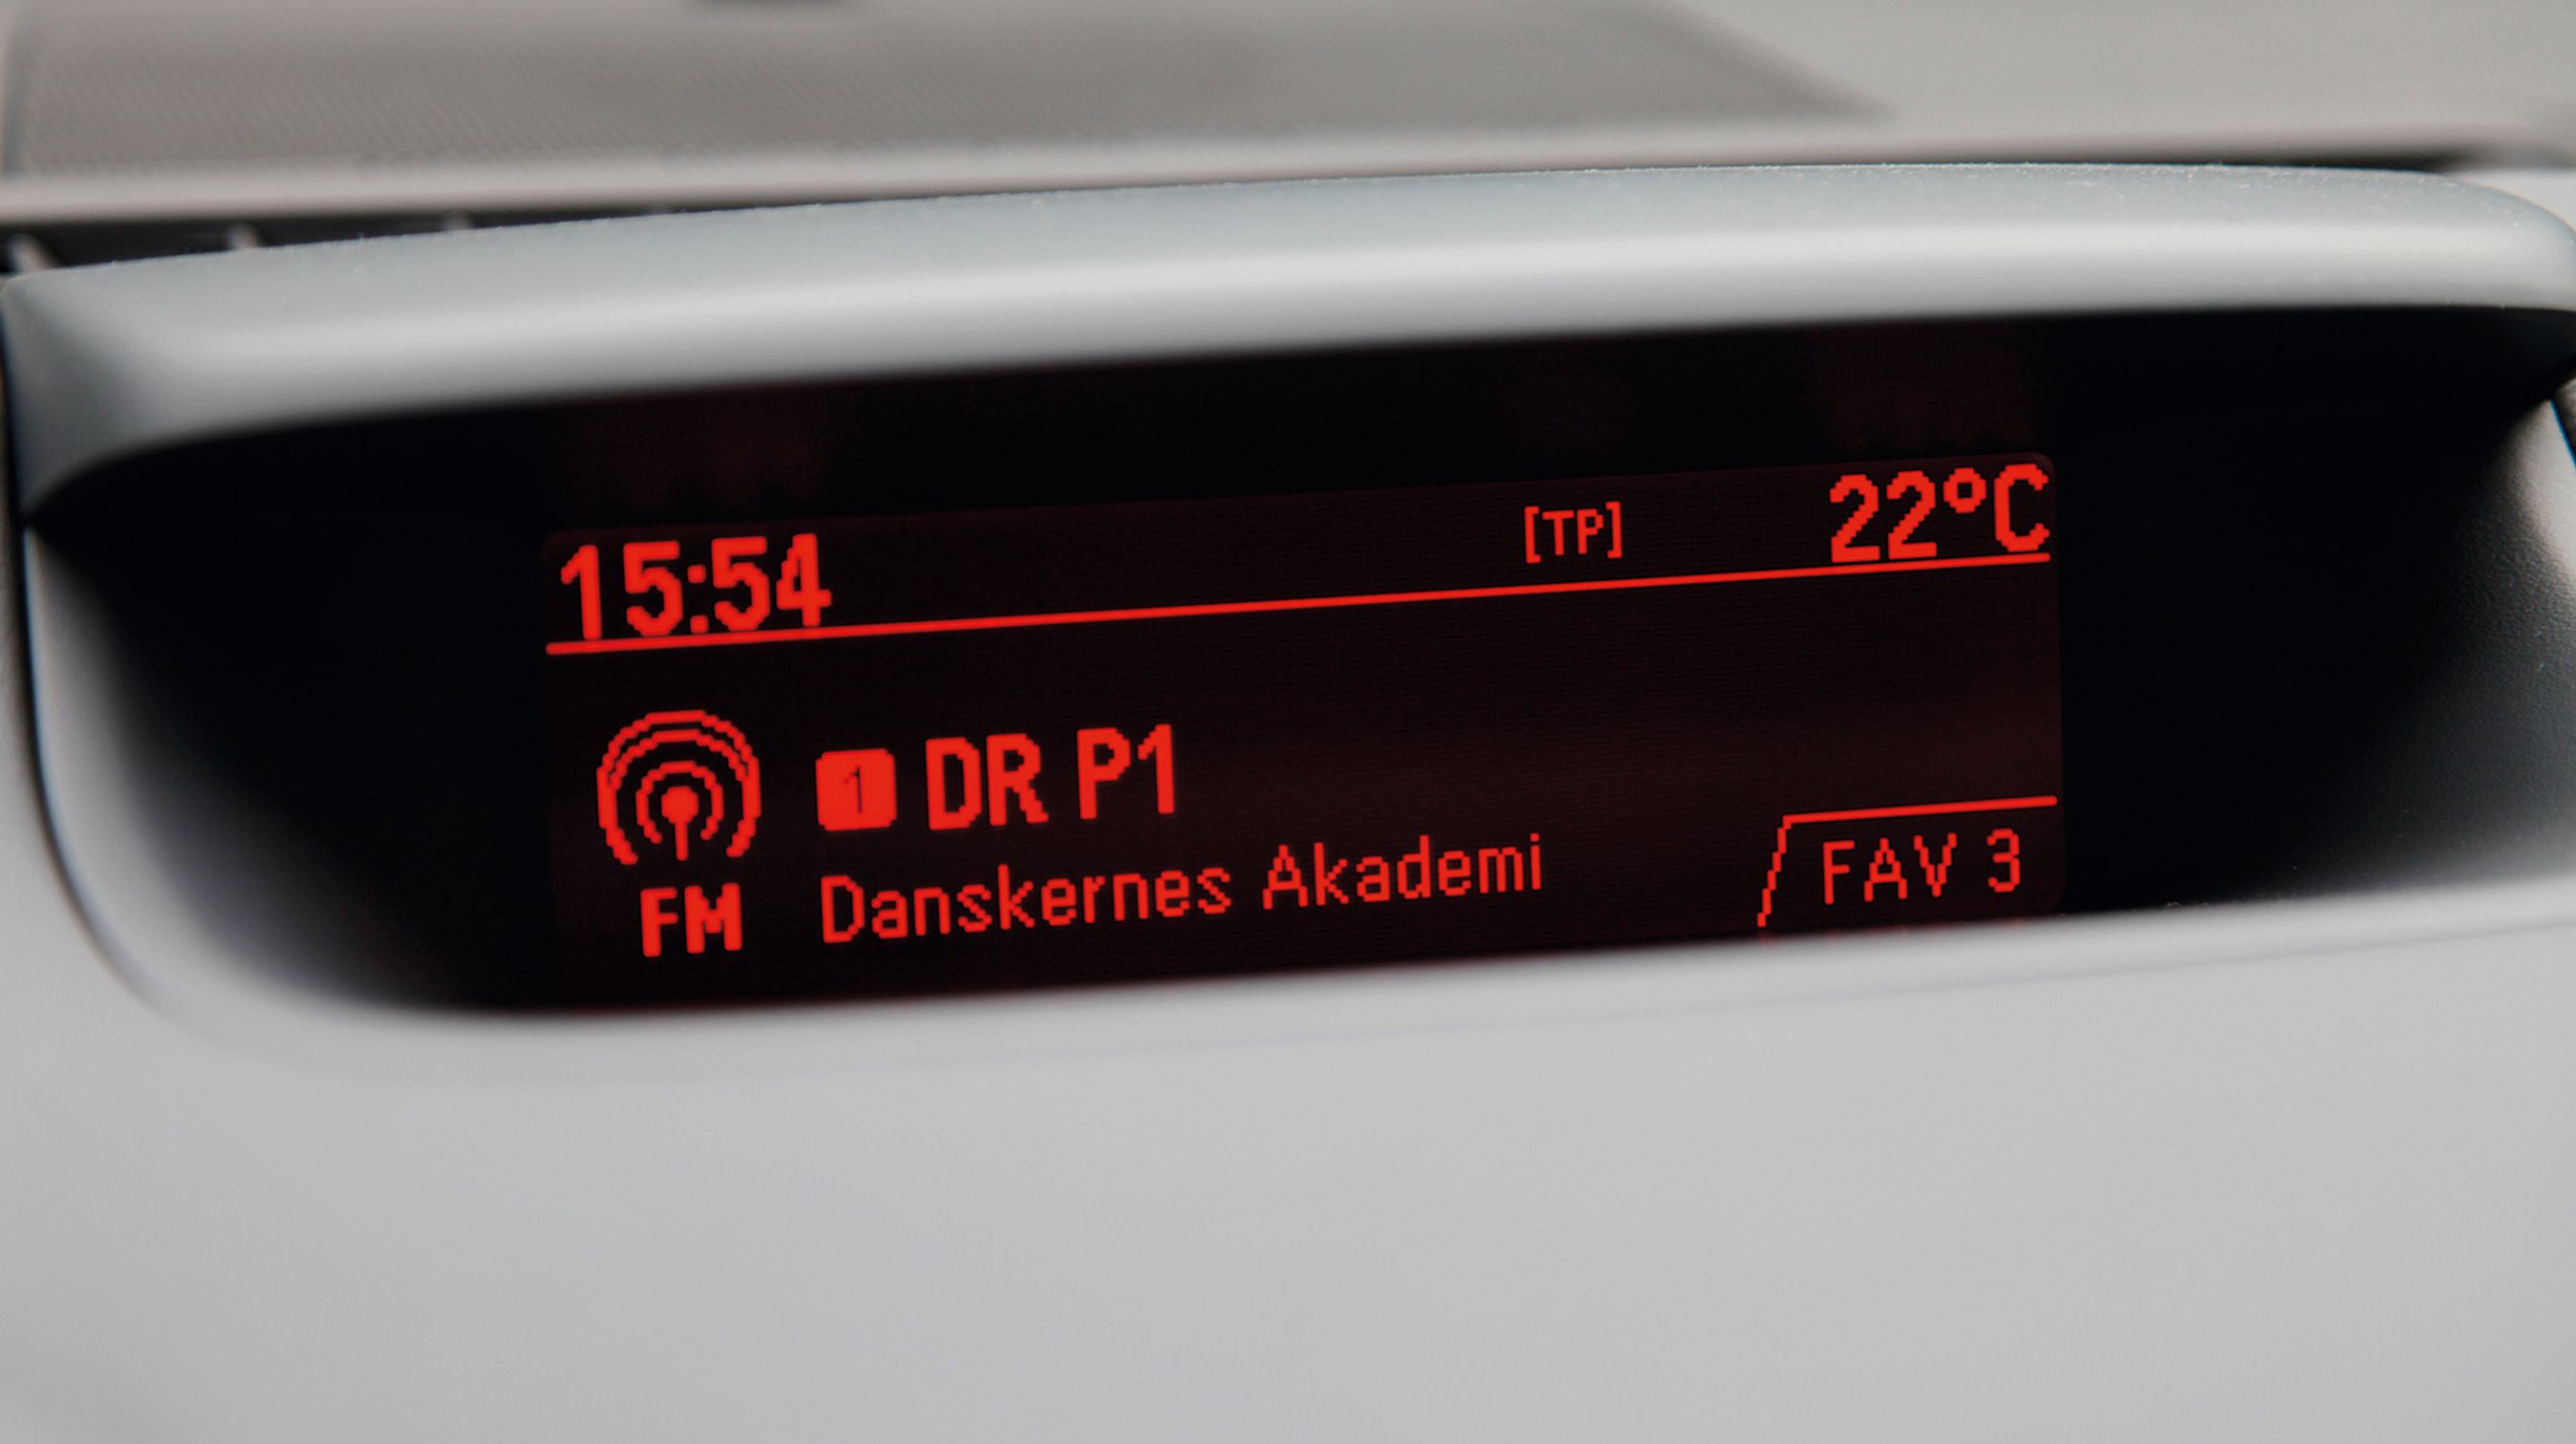 15:54 [TP] 22°C
1 DR P1
FM Danskernes Akademi FAV 3